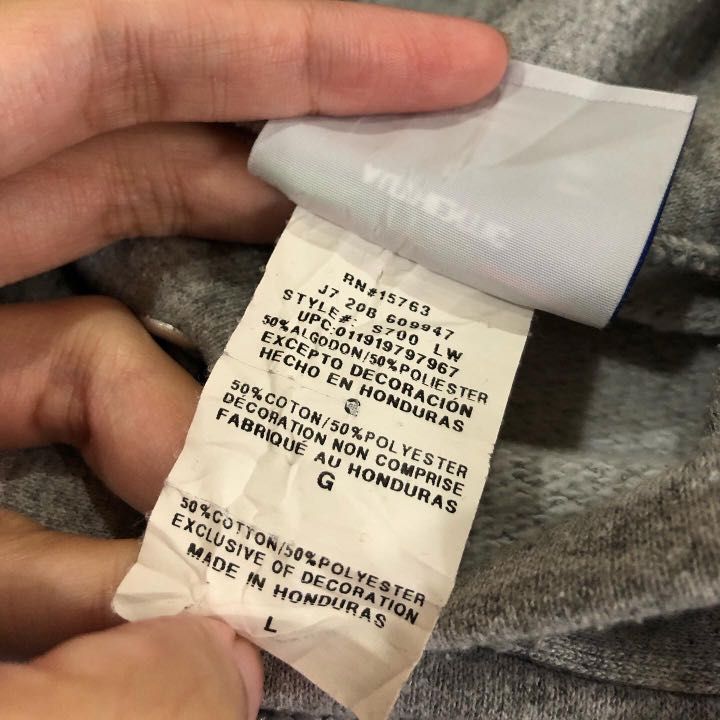 RN#15763
J7 20B 609947
STYLE#: S700 LW
UPC:011919797967
50%ALGODON/50%POLIESTER
EXCEPTO DECORACIÓN
HECHO EN HONDURAS
G
50%COTON/50%POLYESTER
DÉCORATION NON COMPRISE
FABRIQUÉ AU HONDURAS
G
50%COTTON/50%POLYESTER
EXCLUSIVE OF DECORATION
MADE IN HONDURAS
L